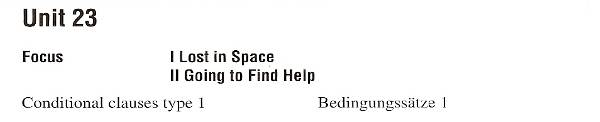 Unit 23
Focus I Lost in Space
II Going to Find Help
Conditional clauses type 1 Bedingungssätze 1